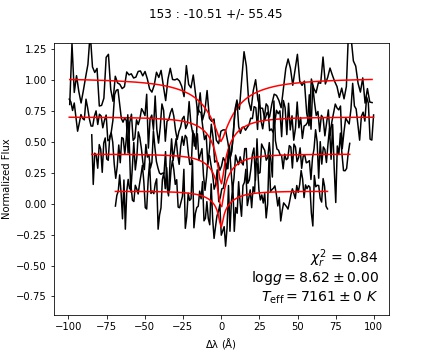 153 : -10.51 +/- 55.45
Normalized Flux
1.25
1.00
0.75
0.50
0.25
0.00
−0.25
−0.50
−0.75
χ²ᵣ = 0.84
log g = 8.62 ± 0.00
T_eff = 7161 ± 0 K
−100 −75 −50 −25 0 25 50 75 100
Δλ (Å)